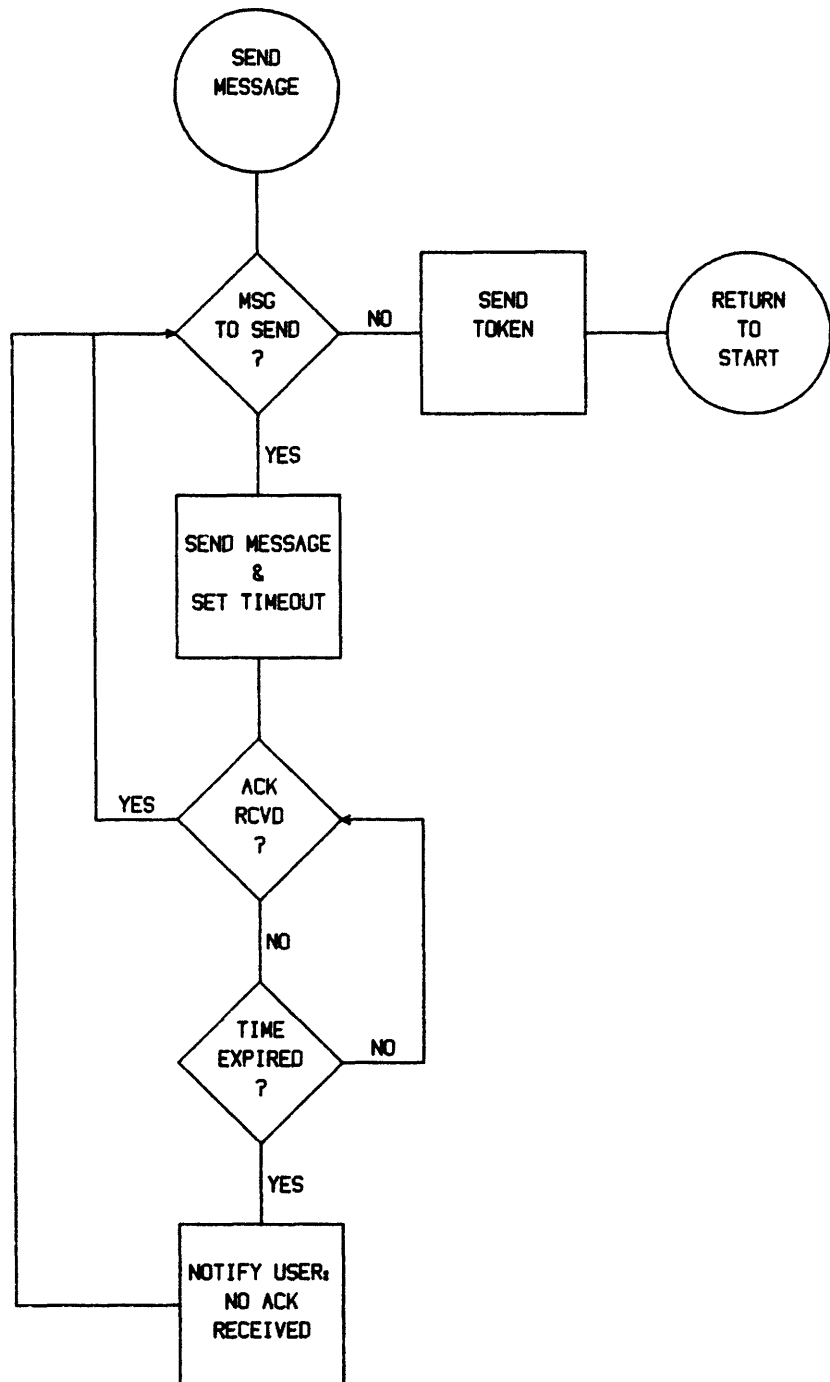 SEND
MESSAGE
MSG
TO SEND
?
NO
SEND
TOKEN
RETURN
TO
START
YES
SEND MESSAGE
&
SET TIMEOUT
ACK
RCVD
?
YES
NO
TIME
EXPIRED
?
NO
YES
NOTIFY USER:
NO ACK
RECEIVED